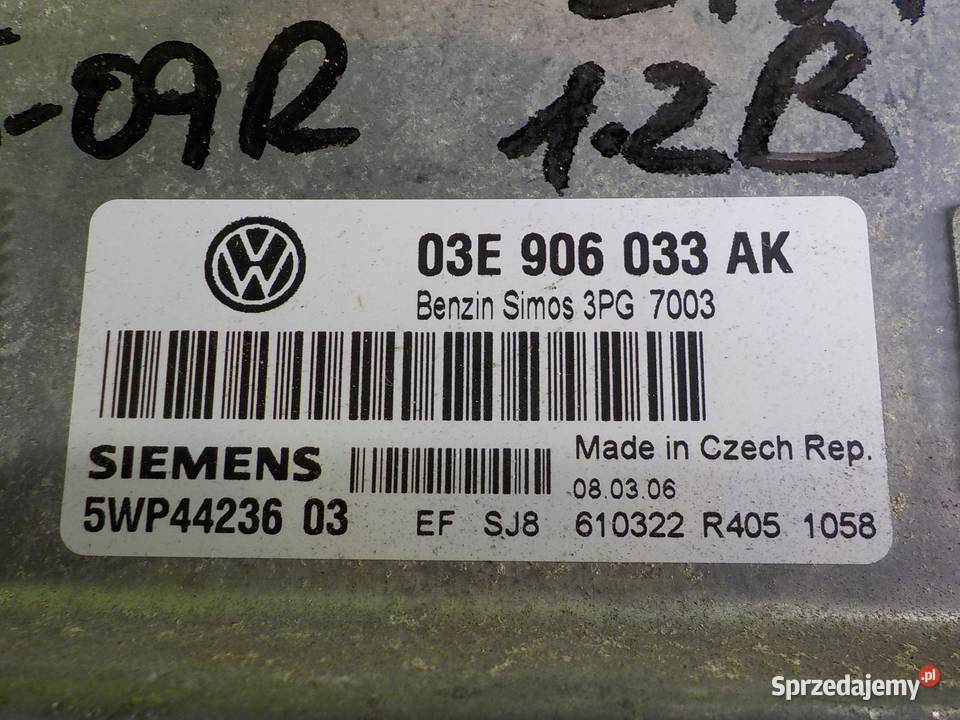 -09R
1.2B
03E 906 033 AK
Benzin Simos 3PG 7003
SIEMENS
Made in Czech Rep.
08.03.06
5WP44236 03
EF SJ8 610322 R405 1058
Sprzedajemy.pl